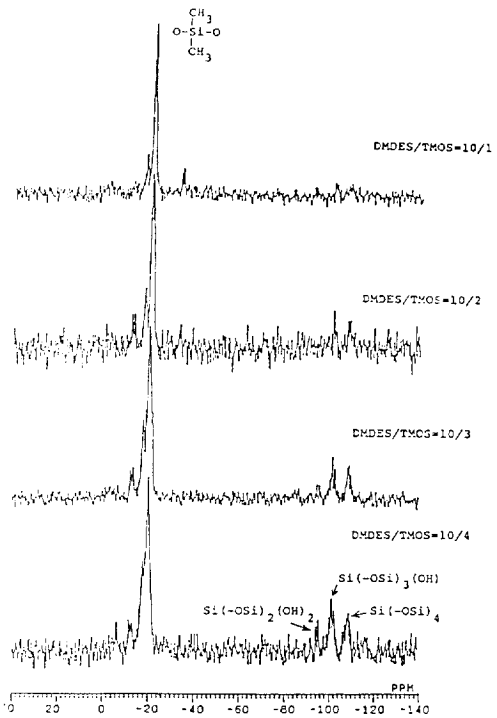 CH3
O-Si-O
CH3
DMDES/TMOS=10/1
DMDES/TMOS=10/2
DMDES/TMOS=10/3
DMDES/TMOS=10/4
Si(-OSi)3(OH)
Si(-OSi)2(OH)2
Si(-OSi)4
PPM
0 -20 -40 -60 -80 -100 -120 -140